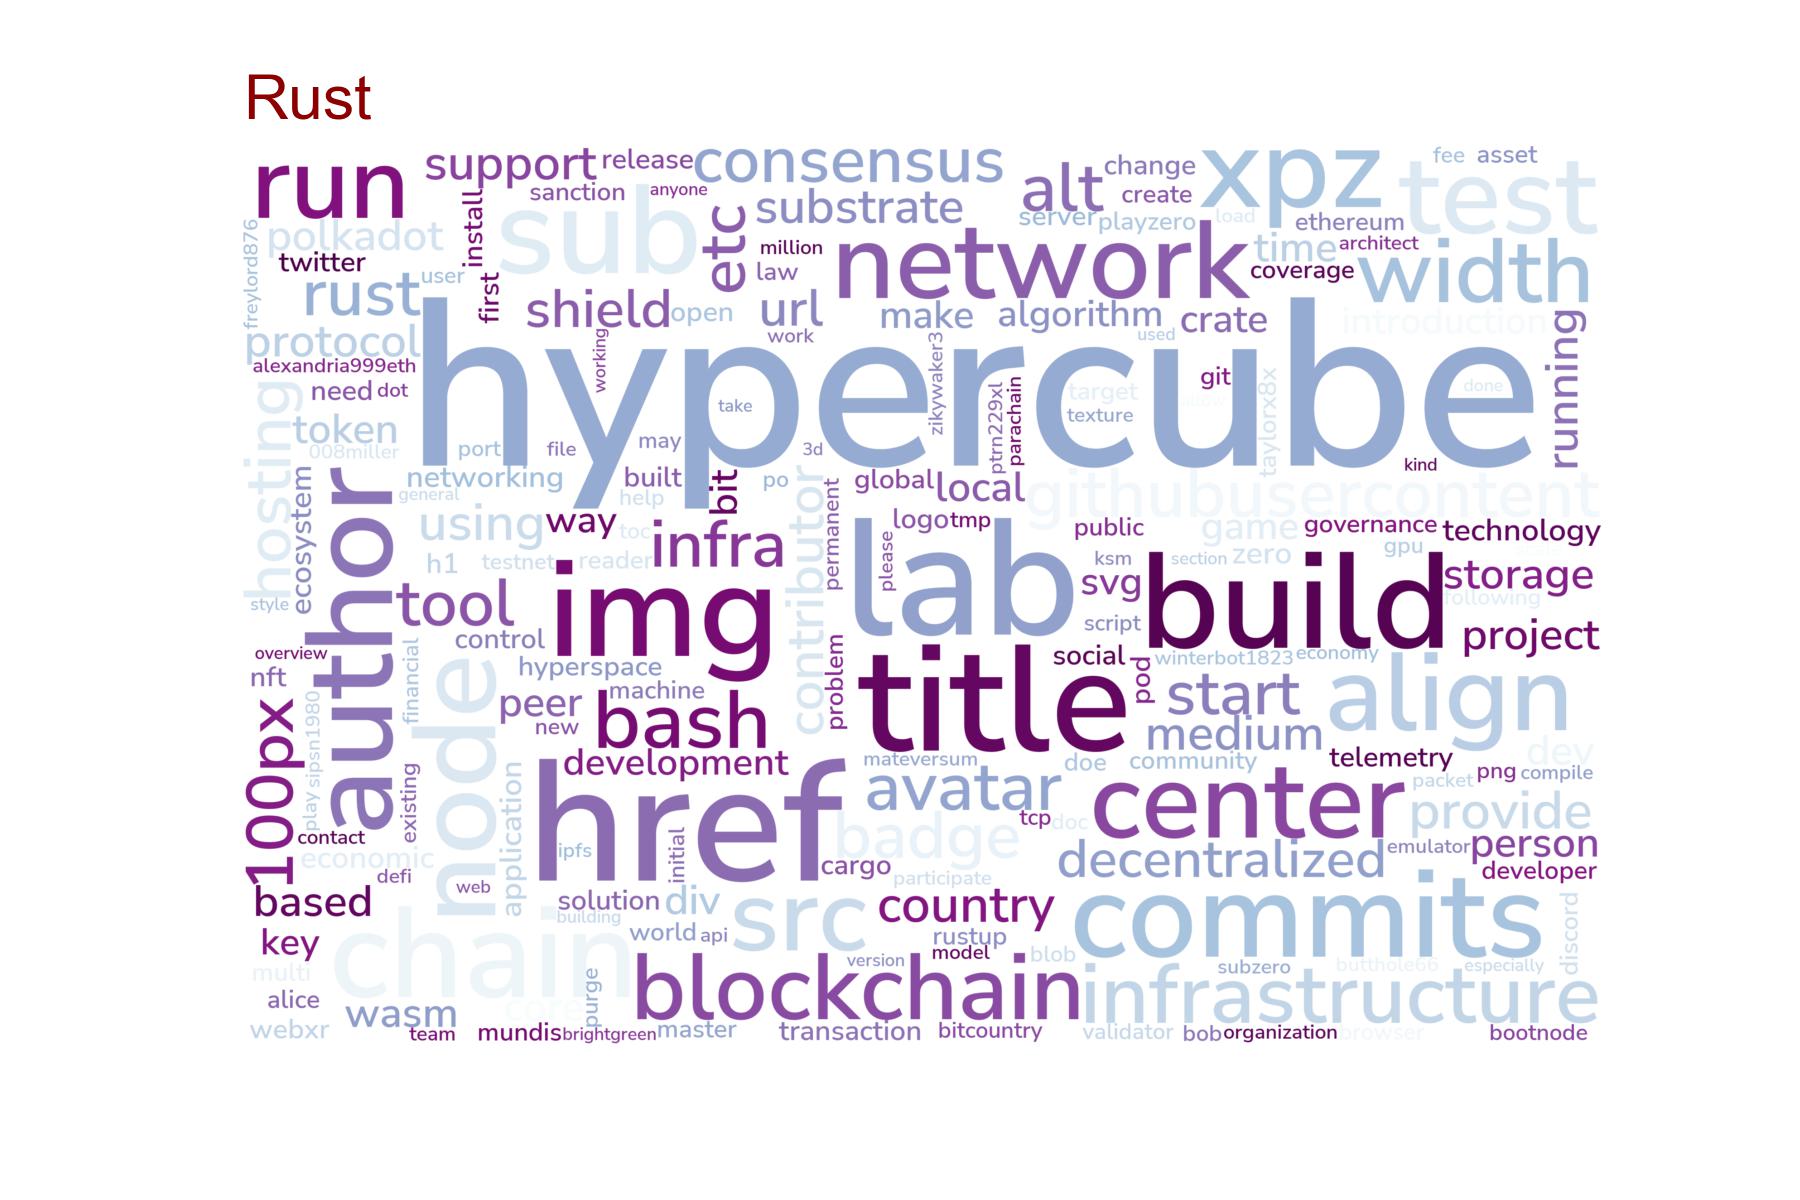 Rust
run support release consensus alt change xpz fee asset
sanction anyone create test
install sub etc substrate server playzero load ethereum
freylord876 polkadot million network time architect
twitter user law coverage width
rust first shield open url make algorithm crate introduction
protocol working work used running
alexandria999eth hypercube zikywaker3 git
need dot take ptrn229xl parachain target texture taylorx8x done
hosting token 008miller port file may 3d kind
networking built bit po global local githubusercontent
ecosystem author general help contributor permanent
using way toc infra logo tmp public game governance technology
h1 testnet reader please lab ksm section zero gpu
style tool img svg build storage following
control script project
overview financial hyperspace problem title social pod winterbot1823 economy
nft node peer machine start align
100px sipsn1980 new bash medium
development mateversum doe community telemetry dev
play existing application href avatar center packet png compile
contact tcp doc provide
economic ipfs initial badge decentralized emulator person
defi web cargo participate developer
based solution div src country commits discord
key chain building world api rustup
multi purge version model blob subzero butthole66 especially
alice core blockchain infrastructure
webxr wasm team mundis brightgreen master transaction bitcountry validator bob organization browser bootnode